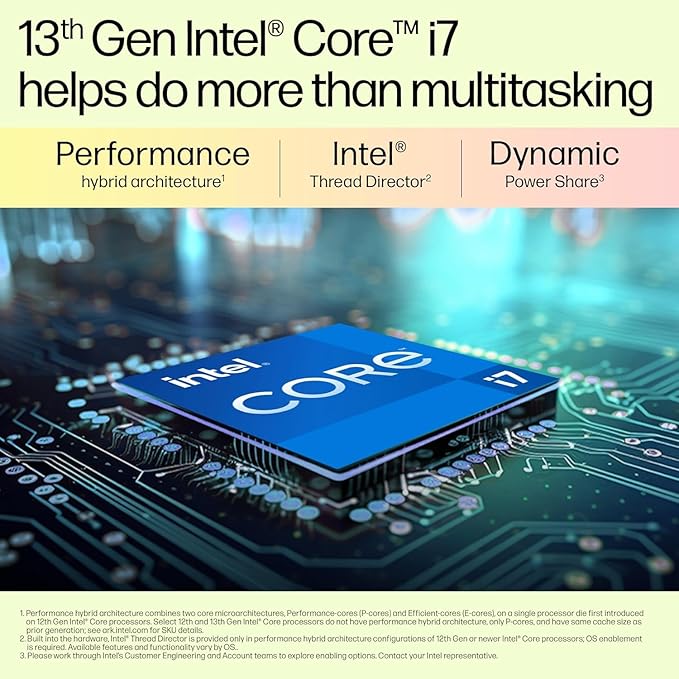 13th Gen Intel® Core™ i7
helps do more than multitasking
Performance
hybrid architecture¹
Intel®
Thread Director²
Dynamic
Power Share³
intel.
CORE™
i7
1. Performance hybrid architecture combines two core microarchitectures, Performance-cores (P-cores) and Efficient-cores (E-cores), on a single processor die first introduced
on 12th Gen Intel® Core processors. Select 12th and 13th Gen Intel® Core processors do not have performance hybrid architecture, only P-cores, and have some cache size as
prior generation; see ark.intel.com for SKU details.
2. Built into the hardware, Intel® Thread Director is provided only in performance hybrid architecture configurations of 12th Gen or newer Intel® Core processors; OS enablement
is required. Available features and functionality vary by OS..
3. Please work through Intel's Customer Engineering and Account teams to explore enabling options. Contact your Intel representative.